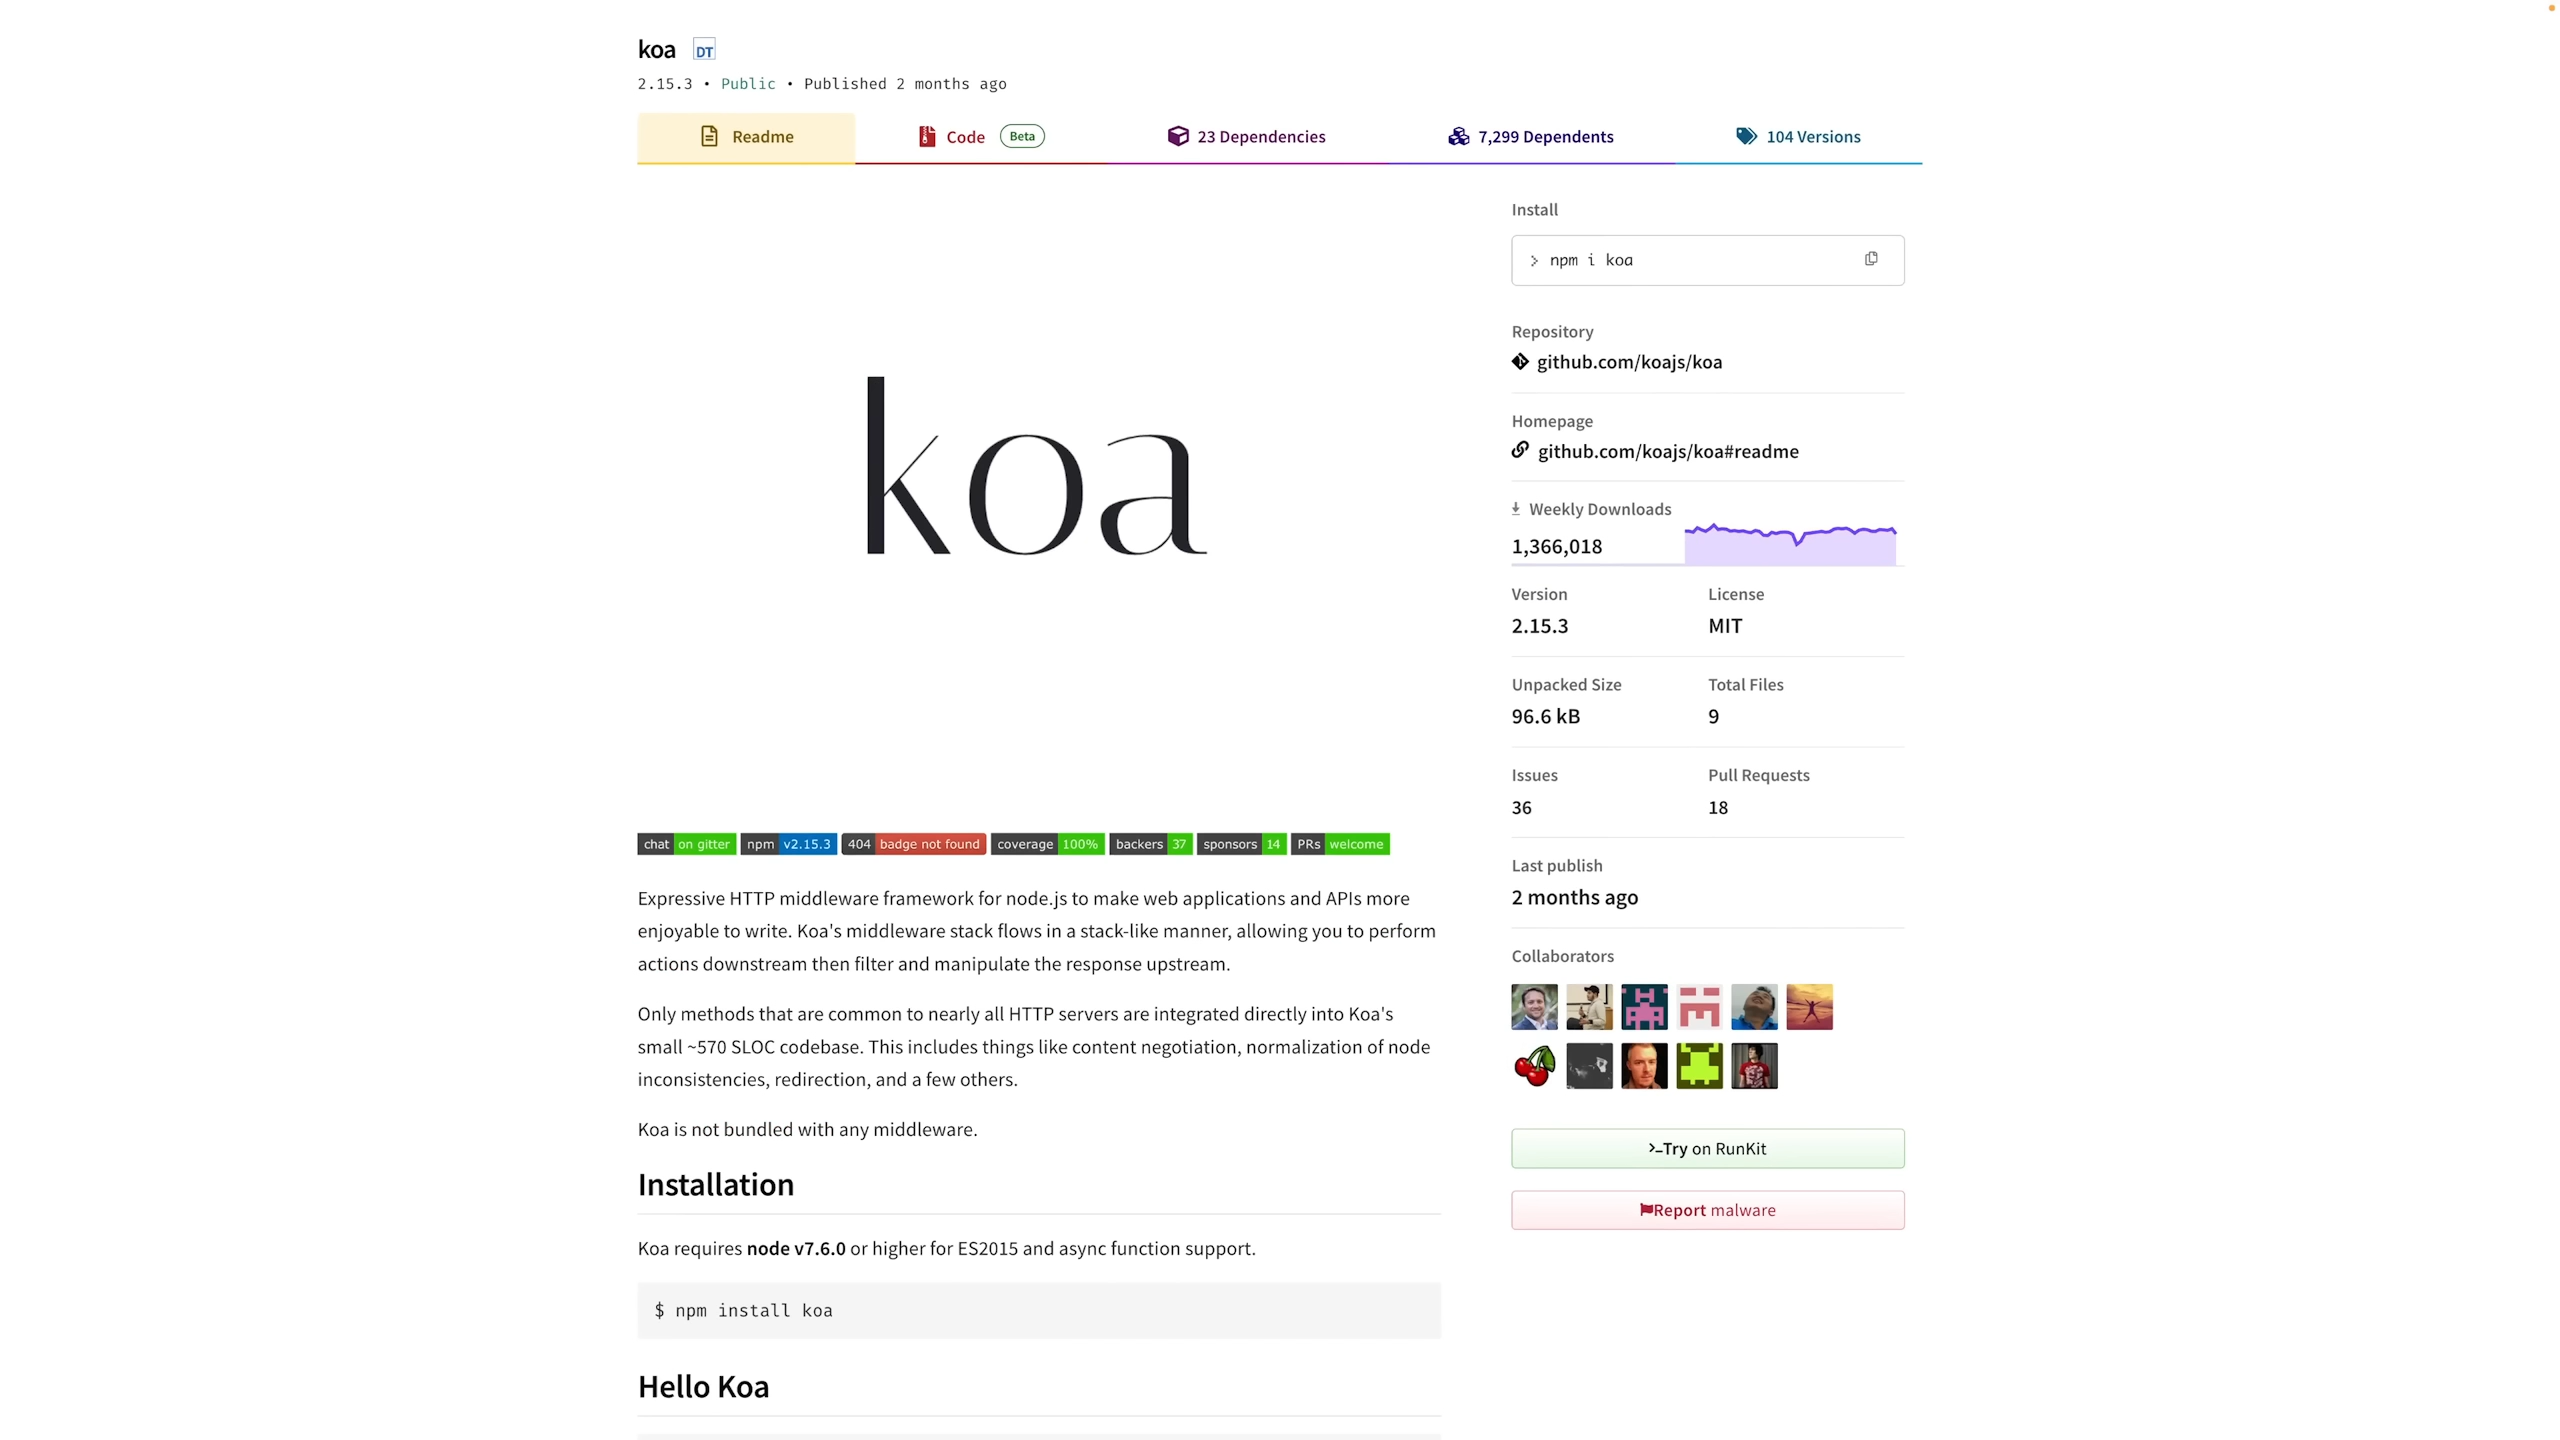 koa DT
2.15.3 • Public • Published 2 months ago
Readme
Code Beta
23 Dependencies
7,299 Dependents
104 Versions
koa
chat on gitter npm v2.15.3 404 badge not found coverage 100% backers 37 sponsors 14 PRs welcome
Expressive HTTP middleware framework for node.js to make web applications and APIs more
enjoyable to write. Koa's middleware stack flows in a stack-like manner, allowing you to perform
actions downstream then filter and manipulate the response upstream.
Only methods that are common to nearly all HTTP servers are integrated directly into Koa's
small ~570 SLOC codebase. This includes things like content negotiation, normalization of node
inconsistencies, redirection, and a few others.
Koa is not bundled with any middleware.
Installation
Koa requires node v7.6.0 or higher for ES2015 and async function support.
$ npm install koa
Hello Koa
Install
> npm i koa
Repository
github.com/koajs/koa
Homepage
github.com/koajs/koa#readme
Weekly Downloads
1,366,018
Version License
2.15.3 MIT
Unpacked Size Total Files
96.6 kB 9
Issues Pull Requests
36 18
Last publish
2 months ago
Collaborators
Try on RunKit
Report malware